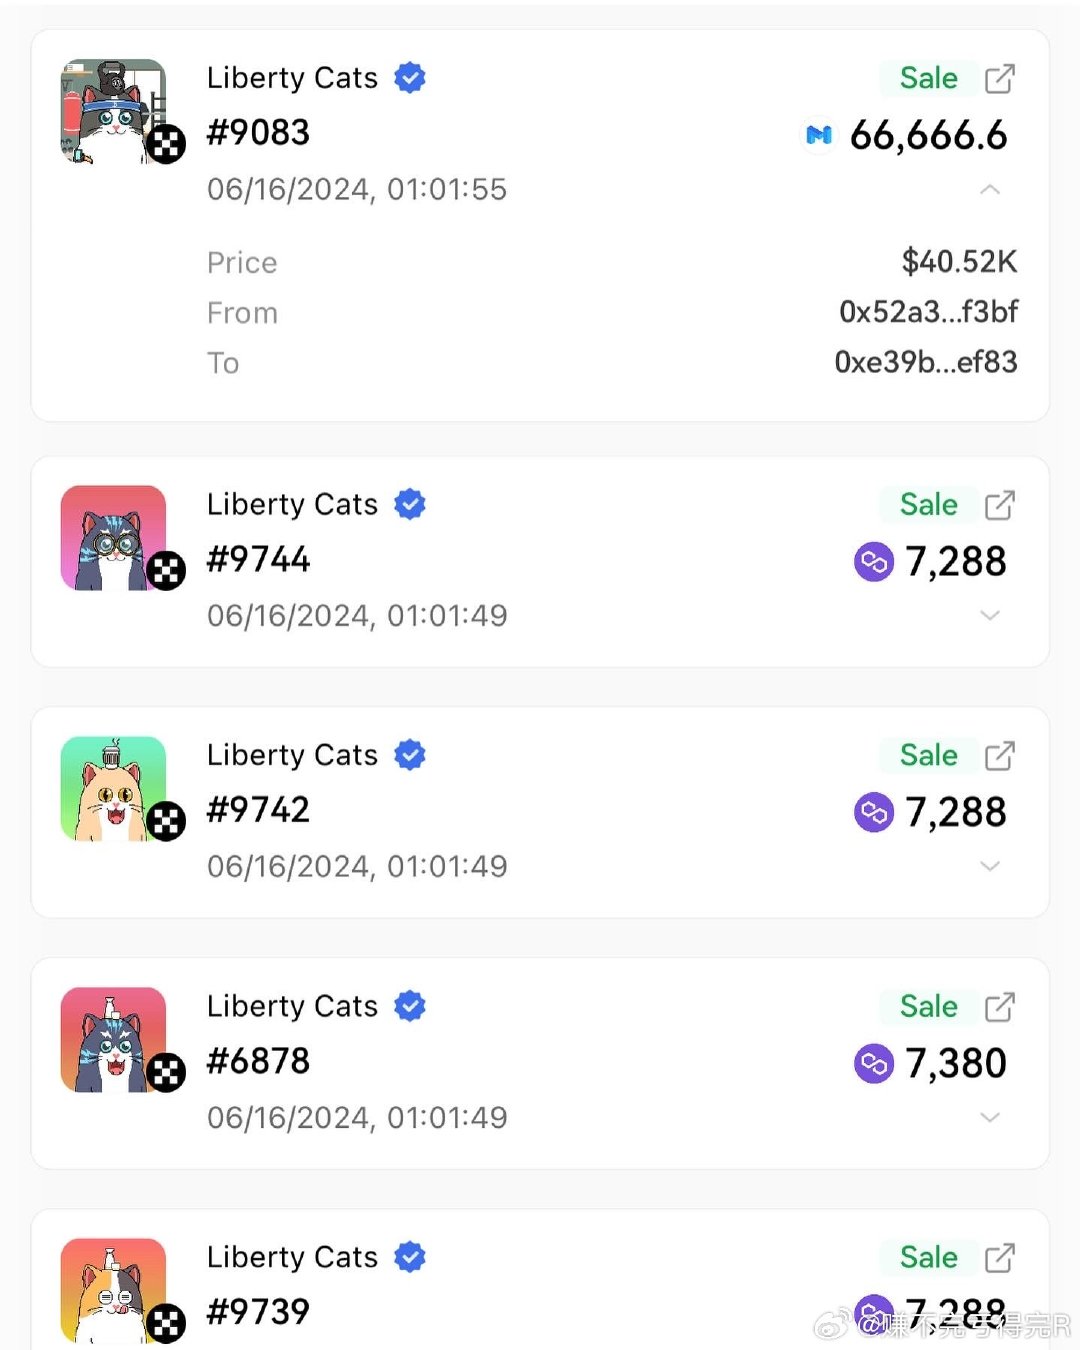 Liberty Cats
Sale
#9083
66,666.6
06/16/2024, 01:01:55
Price
$40.52K
From
0x52a3...f3bf
To
0xe39b...ef83
Liberty Cats
Sale
#9744
7,288
06/16/2024, 01:01:49
Liberty Cats
Sale
#9742
7,288
06/16/2024, 01:01:49
Liberty Cats
Sale
#6878
7,380
06/16/2024, 01:01:49
Liberty Cats
Sale
#9739
7,288
@赚不完亏得完R